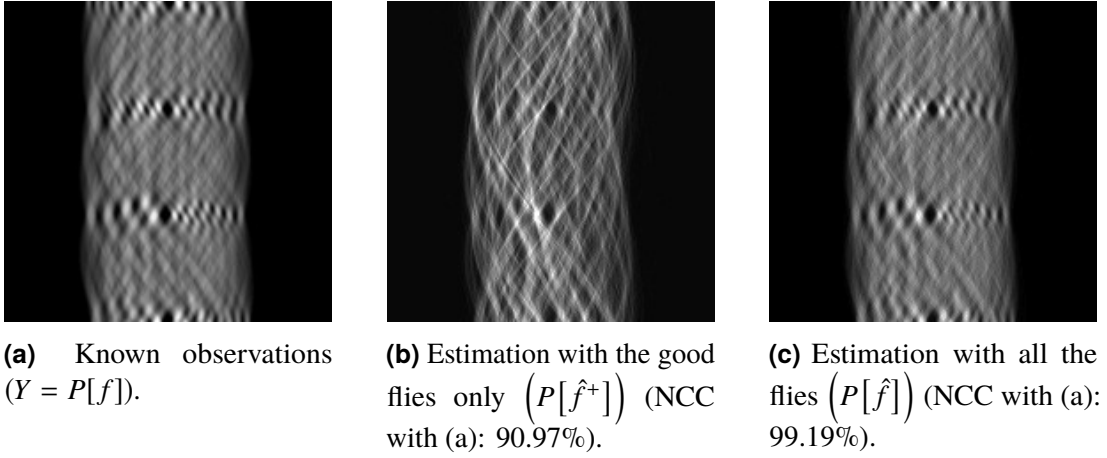 (a) Known observations
(Y = P[f]).
(b) Estimation with the good
flies only (P[f̂⁺]) (NCC
with (a): 90.97%).
(c) Estimation with all the
flies (P[f̂]) (NCC with (a):
99.19%).